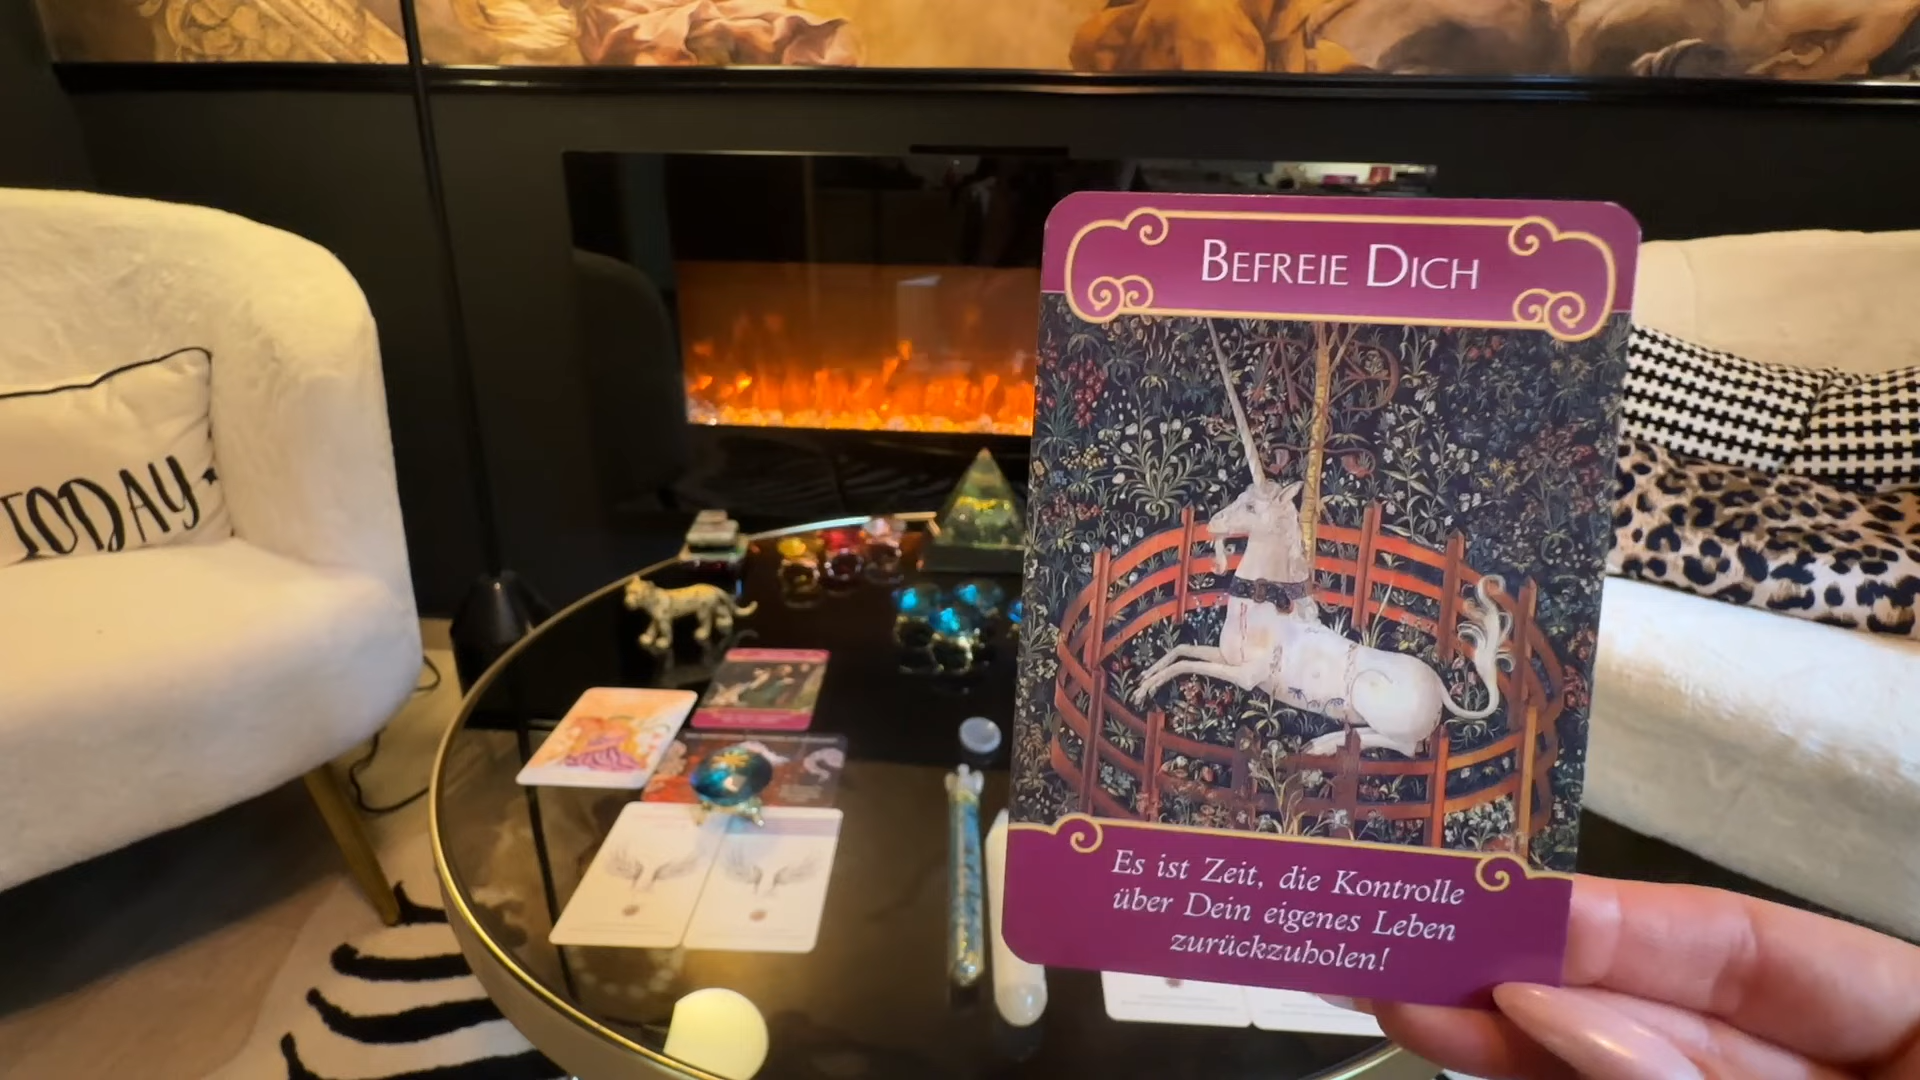 BEFREIE DICH
Es ist Zeit, die Kontrolle
über Dein eigenes Leben
zurückzuholen!
TODAY